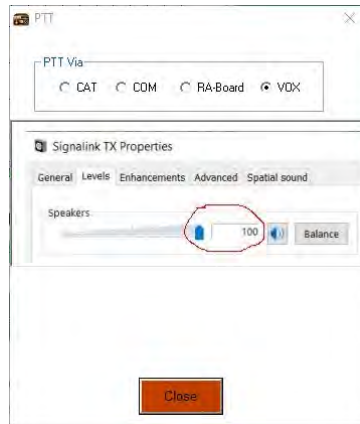 PTT
PTT Via
CAT COM RA-Board VOX
Signalink TX Properties
General Levels Enhancements Advanced Spatial sound
Speakers
100 Balance
Close